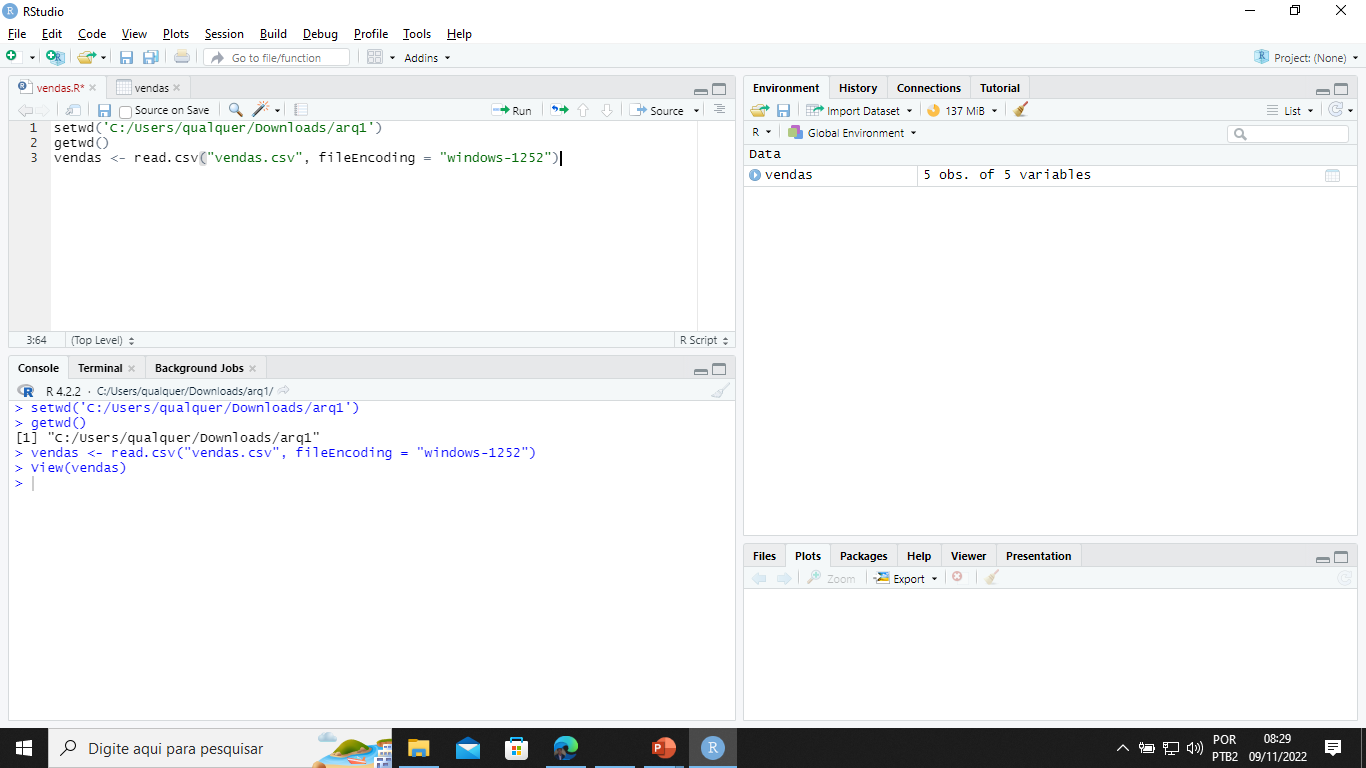 RStudio
File Edit Code View Plots Session Build Debug Profile Tools Help
Go to file/function Addins Project: (None)
vendas.R* vendas
Source on Save Run Source
1 setwd('C:/Users/qualquer/Downloads/arq1')
2 getwd()
3 vendas <- read.csv("vendas.csv", fileEncoding = "windows-1252")
3:64 (Top Level) R Script
Console Terminal Background Jobs
R 4.2.2 · C:/Users/qualquer/Downloads/arq1/
> setwd('C:/Users/qualquer/Downloads/arq1')
> getwd()
[1] "C:/Users/qualquer/Downloads/arq1"
> vendas <- read.csv("vendas.csv", fileEncoding = "windows-1252")
> View(vendas)
>
Environment History Connections Tutorial
Import Dataset 137 MiB List
R Global Environment
Data
vendas 5 obs. of 5 variables
Files Plots Packages Help Viewer Presentation
Zoom Export
Digite aqui para pesquisar
POR
PTB2
08:29
09/11/2022